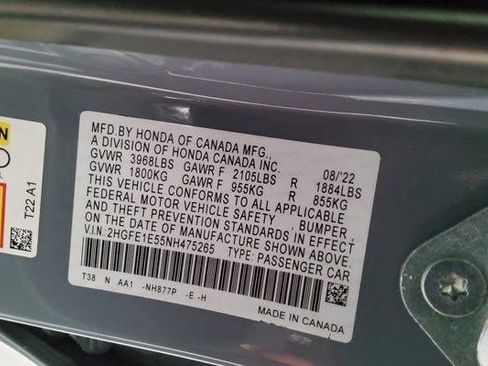 MFD.BY HONDA OF CANADA MFG.,
A DIVISION OF HONDA CANADA INC. 08/'22
GVWR 3968LBS GAWR F 2105LBS R 1884LBS
GVWR 1800KG GAWR F 955KG R 855KG
THIS VEHICLE CONFORMS TO ALL APPLICABLE
FEDERAL MOTOR VEHICLE SAFETY BUMPER,
AND THEFT PREVENTION STANDARDS IN EFFECT
ON THE DATE OF MANUFACTURE SHOWN ABOVE.
V.I.N:2HGFE1E55NH475265 TYPE: PASSENGER CAR
T38 N AA1 -NH877P -E -H
MADE IN CANADA
T22 A1